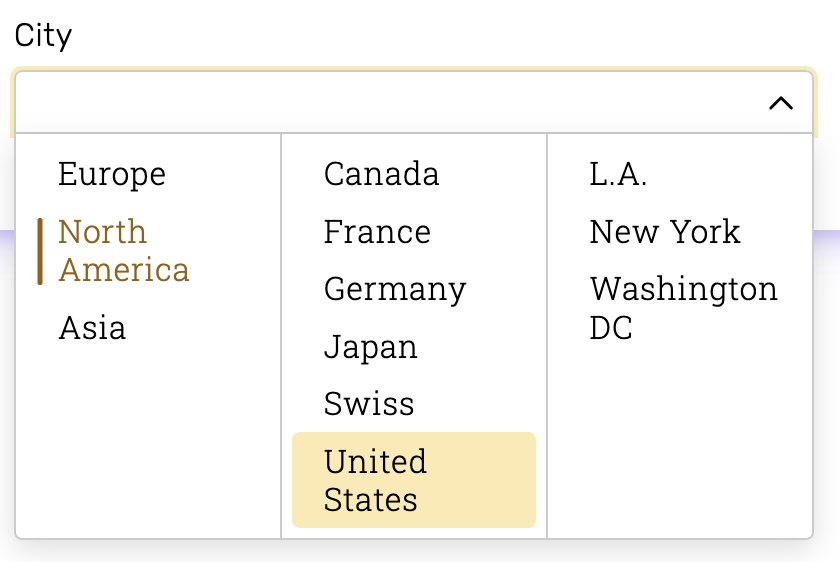 City
Europe
North
America
Asia
Canada
France
Germany
Japan
Swiss
United
States
L.A.
New York
Washington
DC